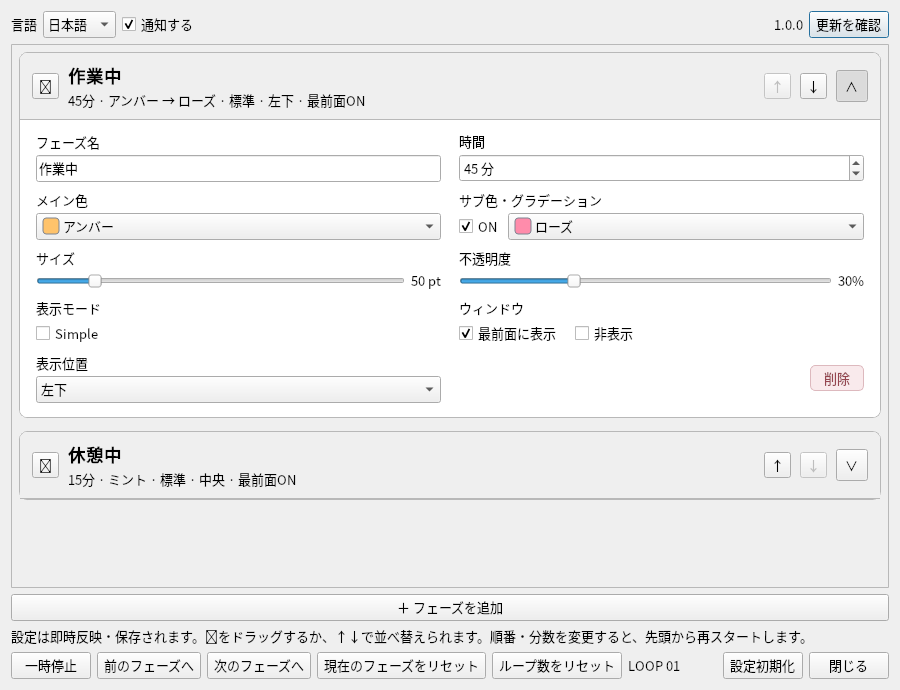 言語 日本語 通知する 1.0.0 更新を確認
作業中
45分 · アンバー → ローズ · 標準 · 左下 · 最前面ON
↑ ↓ ∧
フェーズ名 時間
作業中 45 分
メイン色 サブ色・グラデーション
アンバー ON ローズ
サイズ 不透明度
50 pt 30%
表示モード ウィンドウ
Simple 最前面に表示 非表示
表示位置
左下 削除
休憩中
15分 · ミント · 標準 · 中央 · 最前面ON
↑ ↓ ∨
＋ フェーズを追加
設定は即時反映・保存されます。をドラッグするか、↑↓で並べ替えられます。順番・分数を変更すると、先頭から再スタートします。
一時停止 前のフェーズへ 次のフェーズへ 現在のフェーズをリセット ループ数をリセット LOOP 01 設定初期化 閉じる